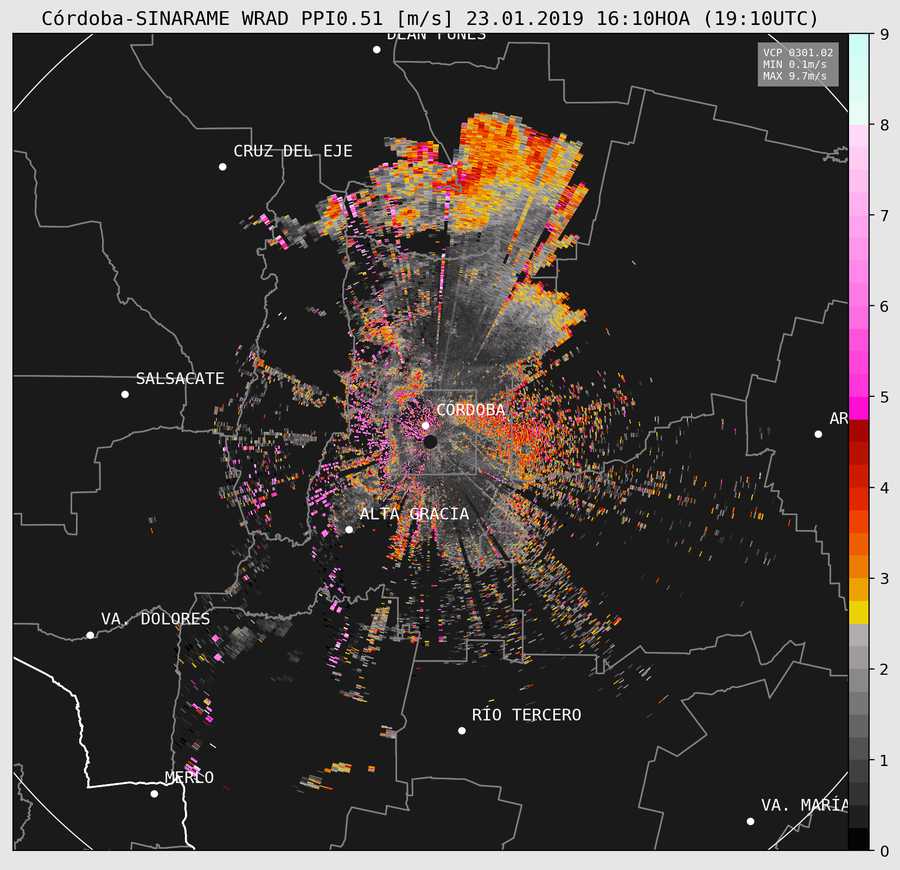 Córdoba-SINARAME WRAD PPI0.51 [m/s] 23.01.2019 16:10HOA (19:10UTC)
DEAN FUNES
VCP 0301.02
MIN 0.1m/s
MAX 9.7m/s
CRUZ DEL EJE
SALSACATE
CÓRDOBA
AR
ALTA GRACIA
VA. DOLORES
RÍO TERCERO
MERLO
VA. MARÍA
9
8
7
6
5
4
3
2
1
0